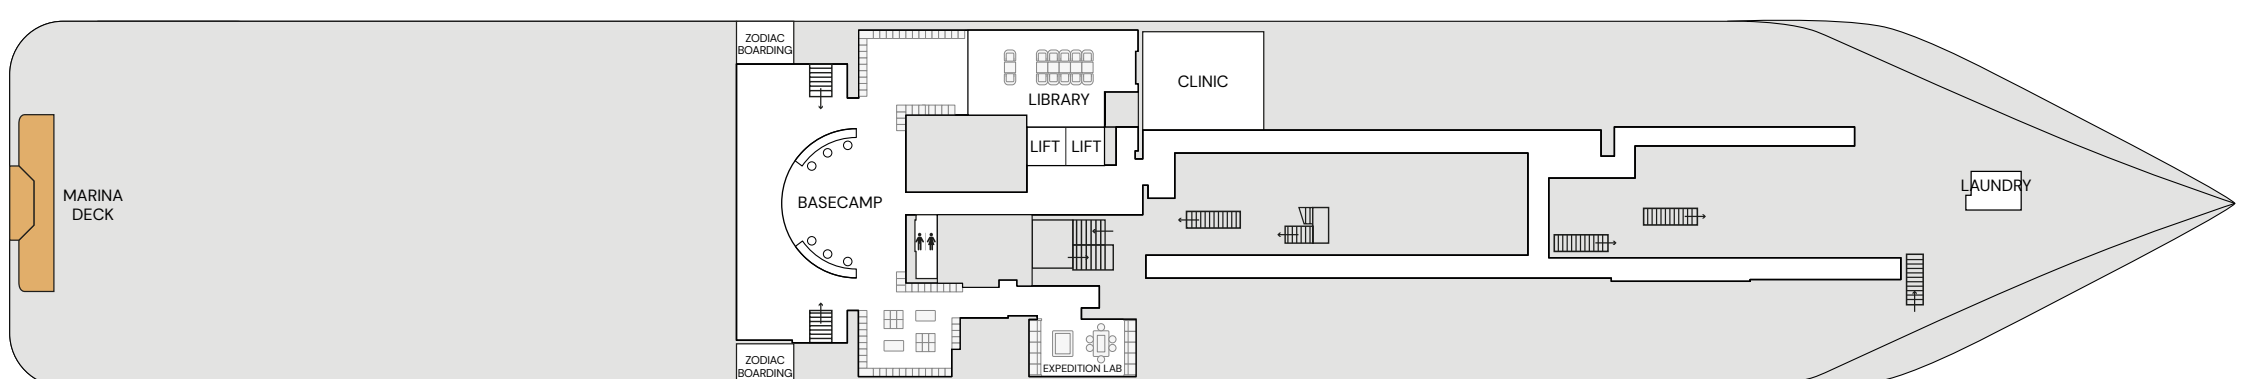 MARINA
DECK
ZODIAC
BOARDING
ZODIAC
BOARDING
BASECAMP
LIBRARY
LIFT
LIFT
EXPEDITION LAB
CLINIC
LAUNDRY